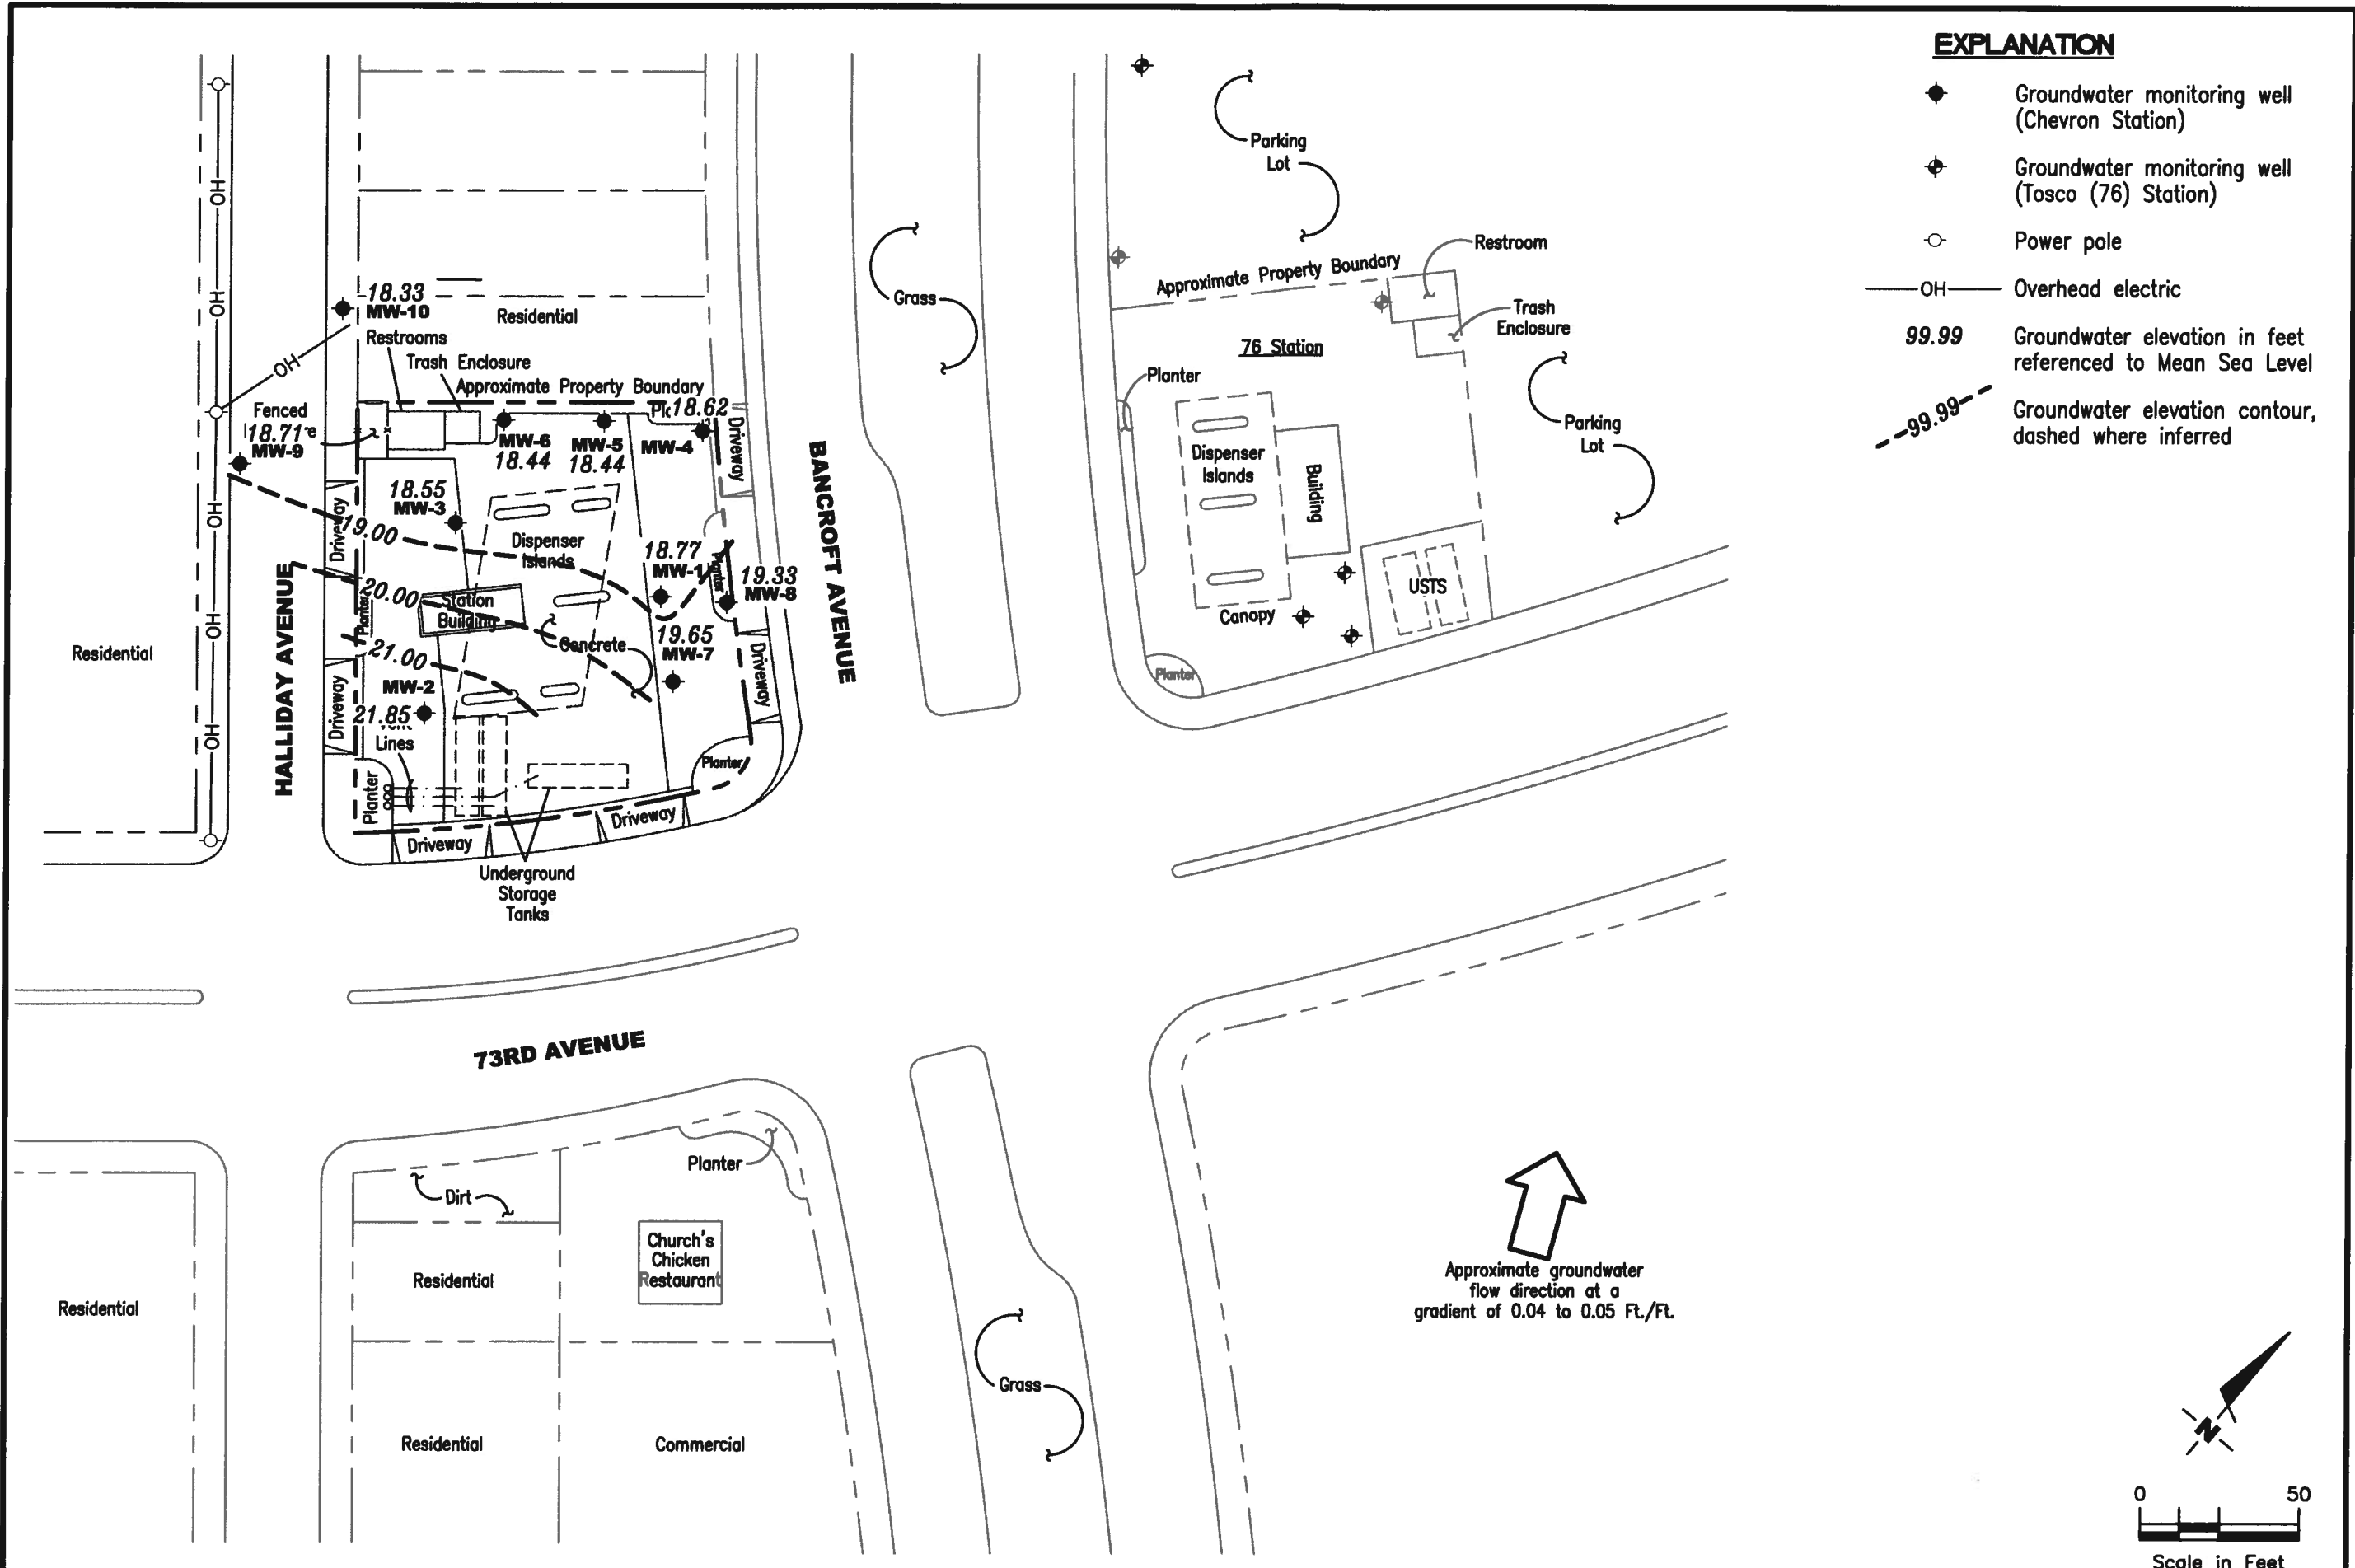 EXPLANATION
Groundwater monitoring well
(Chevron Station)
Groundwater monitoring well
(Tosco (76) Station)
Power pole
OH
Overhead electric
99.99
Groundwater elevation in feet
referenced to Mean Sea Level
99.99
Groundwater elevation contour,
dashed where inferred
OH
OH
OH
OH
OH
OH
Parking
Lot
Restroom
Approximate Property Boundary
Trash
Enclosure
76 Station
Planter
Dispenser
Islands
Building
Parking
Lot
USTS
Canopy
Planter
Grass
18.33
MW-10
Residential
Restrooms
Trash Enclosure
Approximate Property Boundary
Fenced
18.71
MW-9
18.62
MW-6
18.44
MW-5
18.44
MW-4
Driveway
BANCROFT AVENUE
18.55
MW-3
Driveway
19.00
Dispenser
Islands
18.77
MW-1
Planter
19.33
MW-8
HALLIDAY AVENUE
20.00
Planter
Station
Building
Concrete
19.65
MW-7
21.00
Driveway
Residential
MW-2
21.85
Driveway
Lines
Planter
Planter
Driveway
Driveway
Underground
Storage
Tanks
73RD AVENUE
Planter
Dirt
Church's
Chicken
Restaurant
Residential
Residential
Residential
Commercial
Grass
Approximate groundwater
flow direction at a
gradient of 0.04 to 0.05 Ft./Ft.
N
0 50
Scale in Feet